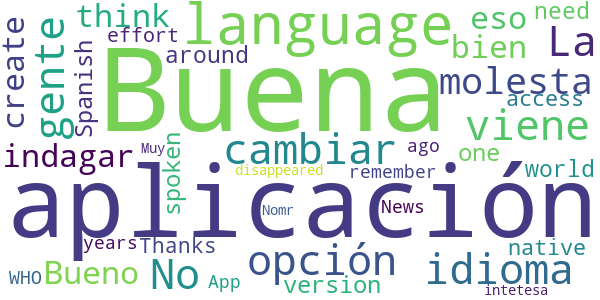 think language need
create effort Buena eso La
gente Spanish around bien molesta
access viene
indagar spoken cambiar ago one
aplicación
Muy disappeared remember world
Nomr News
years Thanks opción native
WHO Bueno No App version idioma
intetesa